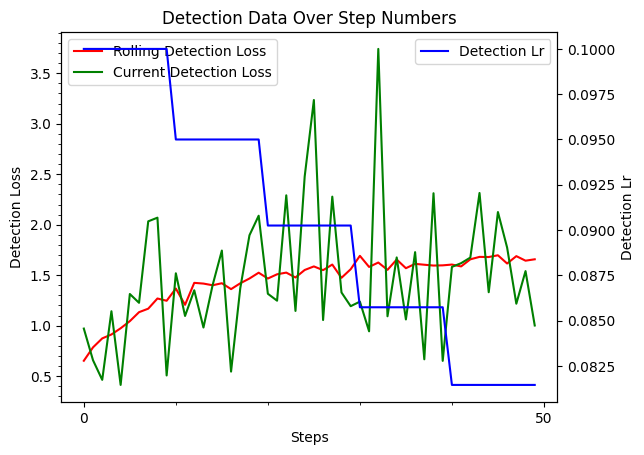 Detection Data Over Step Numbers
Rolling Detection Loss
Current Detection Loss
Detection Lr
3.5
3.0
2.5
2.0
1.5
1.0
0.5
Detection Loss
0.1000
0.0975
0.0950
0.0925
0.0900
0.0875
0.0850
0.0825
Detection Lr
0
50
Steps